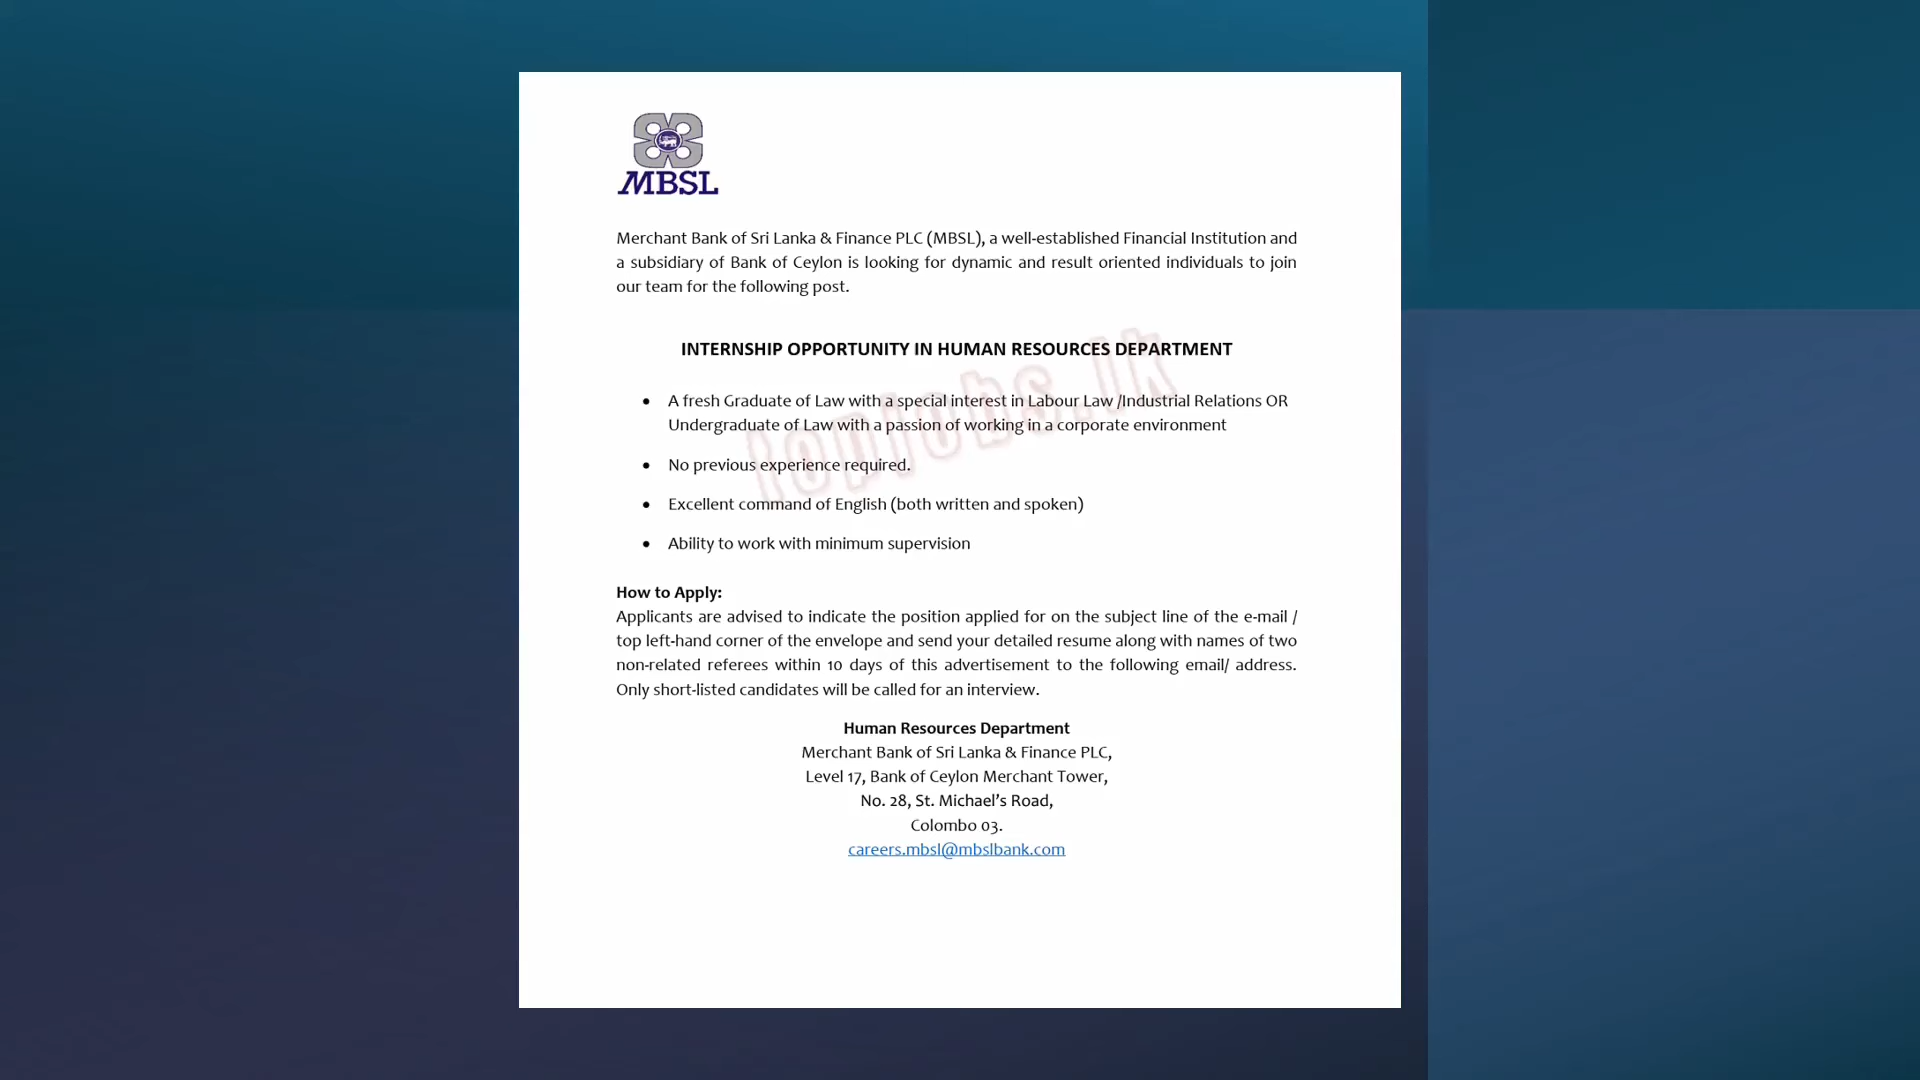 MBSL
Merchant Bank of Sri Lanka & Finance PLC (MBSL), a well-established Financial Institution and
a subsidiary of Bank of Ceylon is looking for dynamic and result oriented individuals to join
our team for the following post.
INTERNSHIP OPPORTUNITY IN HUMAN RESOURCES DEPARTMENT
topjobs.lk
• A fresh Graduate of Law with a special interest in Labour Law /Industrial Relations OR
Undergraduate of Law with a passion of working in a corporate environment
• No previous experience required.
• Excellent command of English (both written and spoken)
• Ability to work with minimum supervision
How to Apply:
Applicants are advised to indicate the position applied for on the subject line of the e-mail /
top left-hand corner of the envelope and send your detailed resume along with names of two
non-related referees within 10 days of this advertisement to the following email/ address.
Only short-listed candidates will be called for an interview.
Human Resources Department
Merchant Bank of Sri Lanka & Finance PLC,
Level 17, Bank of Ceylon Merchant Tower,
No. 28, St. Michael’s Road,
Colombo 03.
careers.mbsl@mbslbank.com